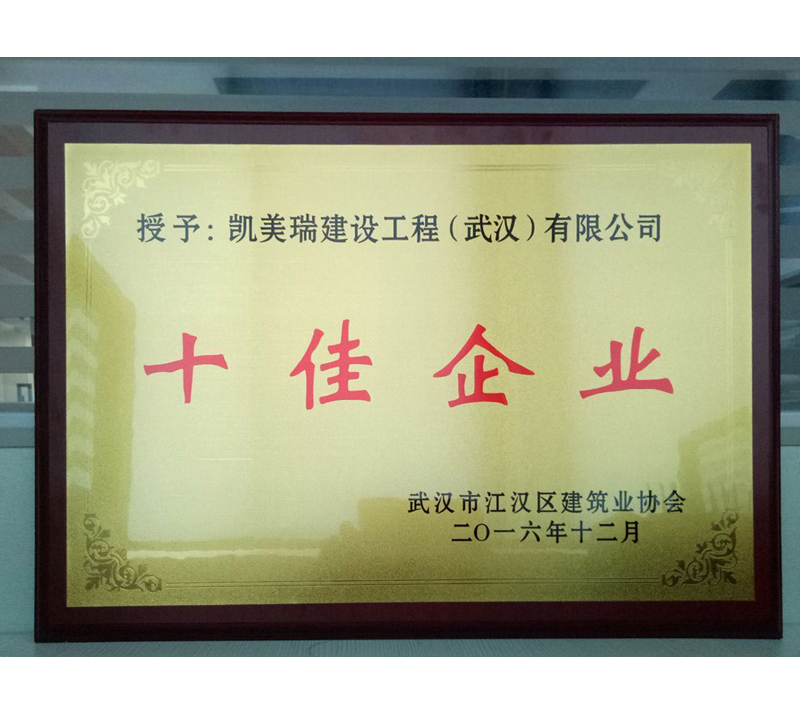 授予：凯美瑞建设工程（武汉）有限公司
十佳企业
武汉市江汉区建筑业协会
二〇一六年十二月